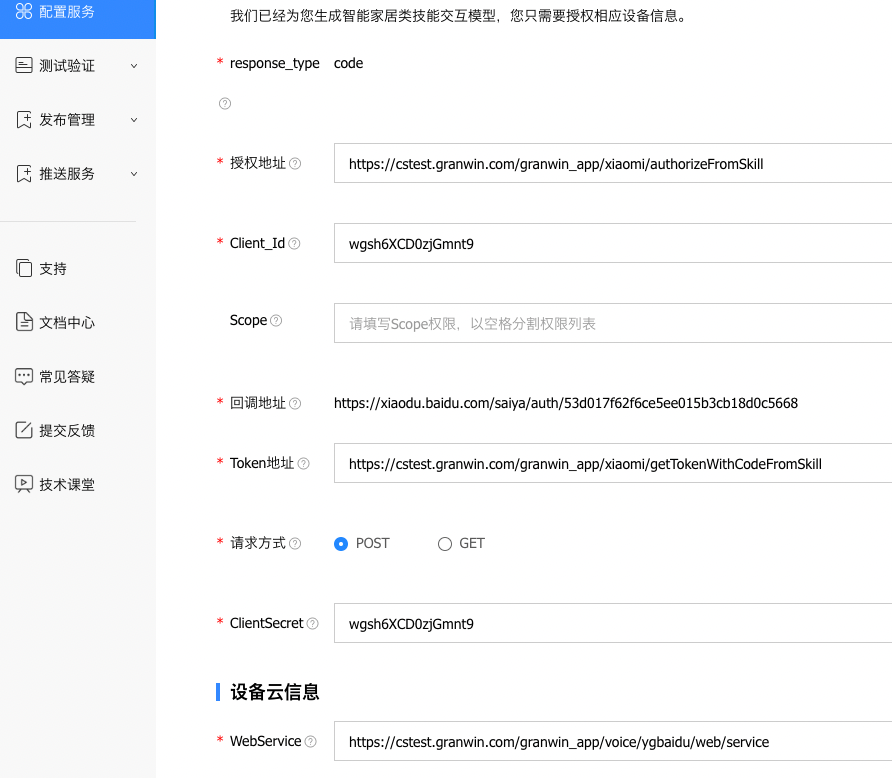 配置服务
测试验证
发布管理
推送服务
支持
文档中心
常见答疑
提交反馈
技术课堂
我们已经为您生成智能家居类技能交互模型，您只需要授权相应设备信息。
* response_type code
* 授权地址 https://cstest.granwin.com/granwin_app/xiaomi/authorizeFromSkill
* Client_Id wgsh6XCD0zjGmnt9
Scope 请填写Scope权限，以空格分割权限列表
* 回调地址 https://xiaodu.baidu.com/saiya/auth/53d017f62f6ce5ee015b3cb18d0c5668
* Token地址 https://cstest.granwin.com/granwin_app/xiaomi/getTokenWithCodeFromSkill
* 请求方式 POST GET
* ClientSecret wgsh6XCD0zjGmnt9
设备云信息
* WebService https://cstest.granwin.com/granwin_app/voice/ygbaidu/web/service